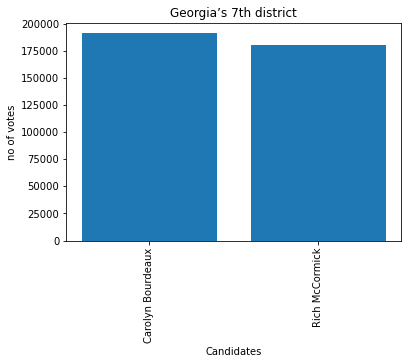 Georgia’s 7th district
no of votes
200000
175000
150000
125000
100000
75000
50000
25000
0
Carolyn Bourdeaux
Rich McCormick
Candidates